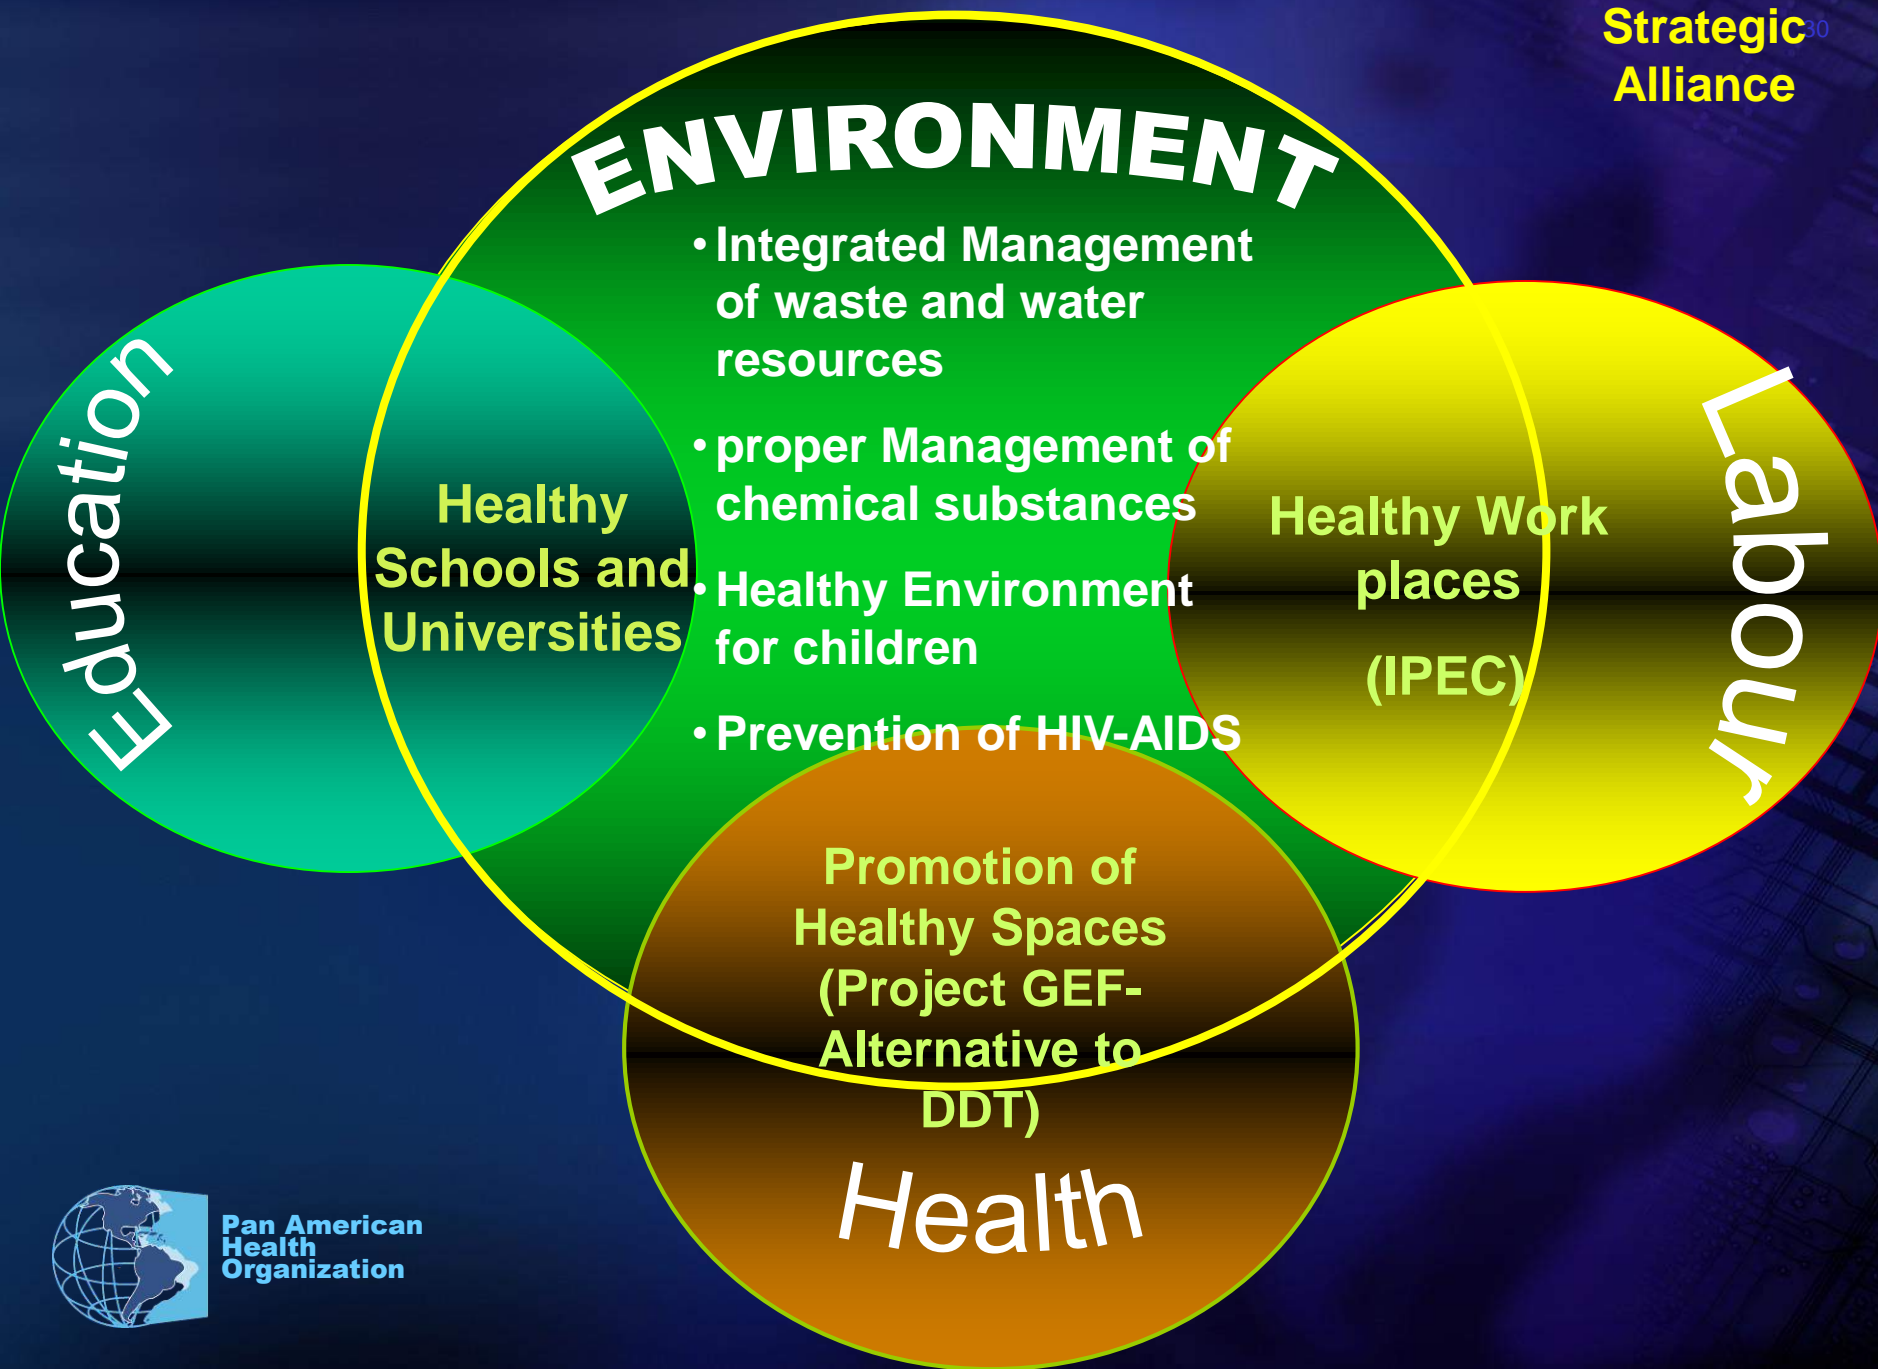 Strategic
30
Alliance
ENVIRONMENT
• Integrated Management
of waste and water
resources
• proper Management of
chemical substances
• Healthy Environment
for children
• Prevention of HIV-AIDS
Education
Healthy
Schools and
Universities
Healthy Work
places
(IPEC)
Labour
Promotion of
Healthy Spaces
(Project GEF-
Alternative to
DDT)
Health
Pan American
Health
Organization